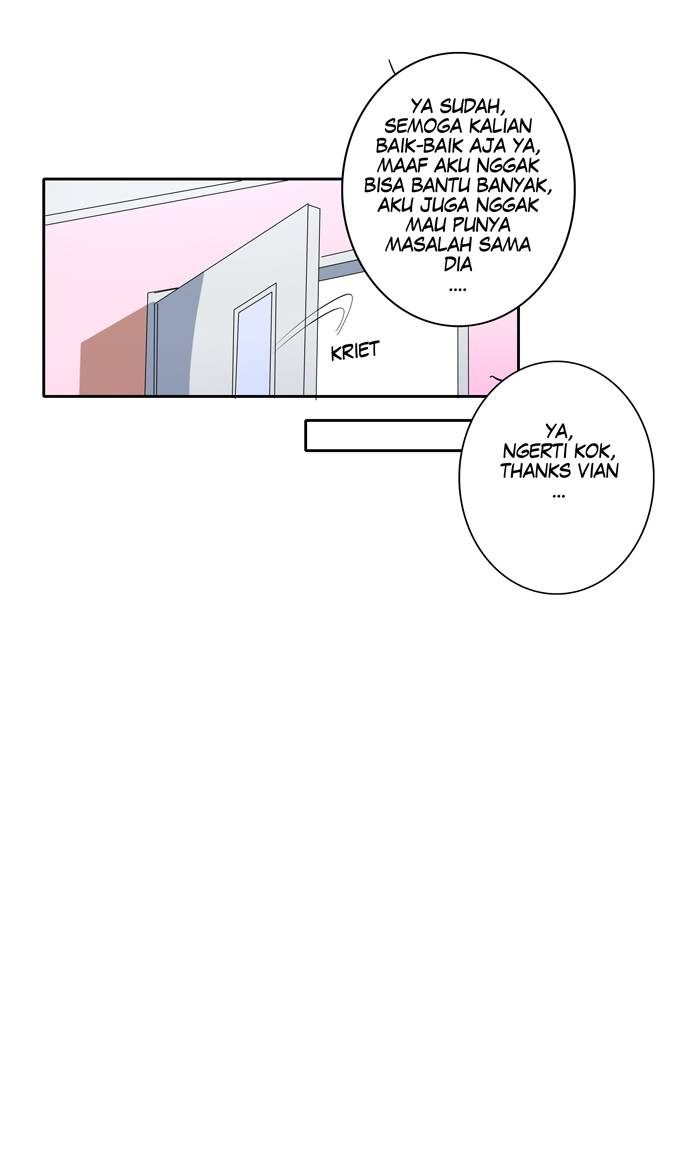 YA SUDAH,
SEMOGA KALIAN
BAIK-BAIK AJA YA,
MAAF AKU NGGAK
BISA BANTU BANYAK,
AKU JUGA NGGAK
MAU PUNYA
MASALAH SAMA
DIA
....
KRIET
YA,
NGERTI KOK,
THANKS VIAN
...